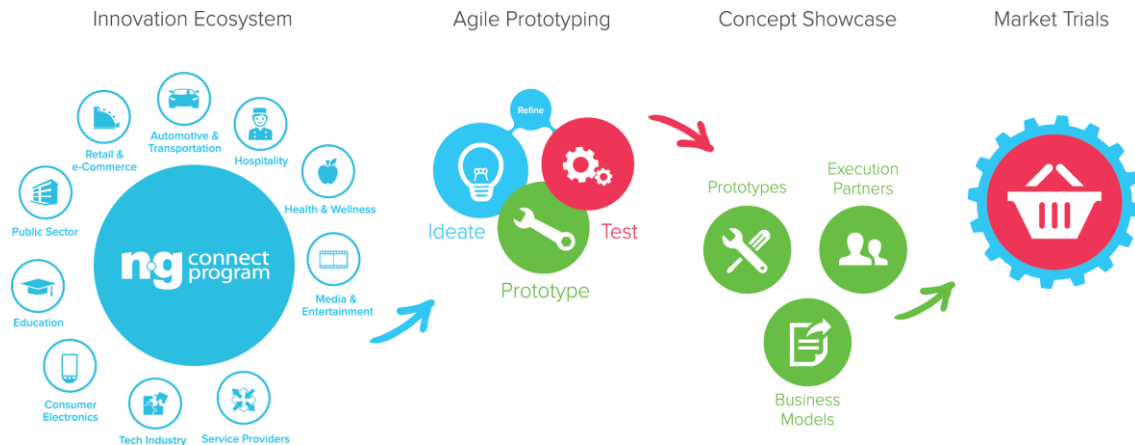 Innovation Ecosystem
Agile Prototyping
Concept Showcase
Market Trials
Automotive &
Transportation
Retail &
e-Commerce
Hospitality
Health & Wellness
Public Sector
ng connect
program
Media &
Entertainment
Education
Consumer
Electronics
Tech Industry
Service Providers
Refine
Ideate
Test
Prototype
Prototypes
Execution
Partners
Business
Models